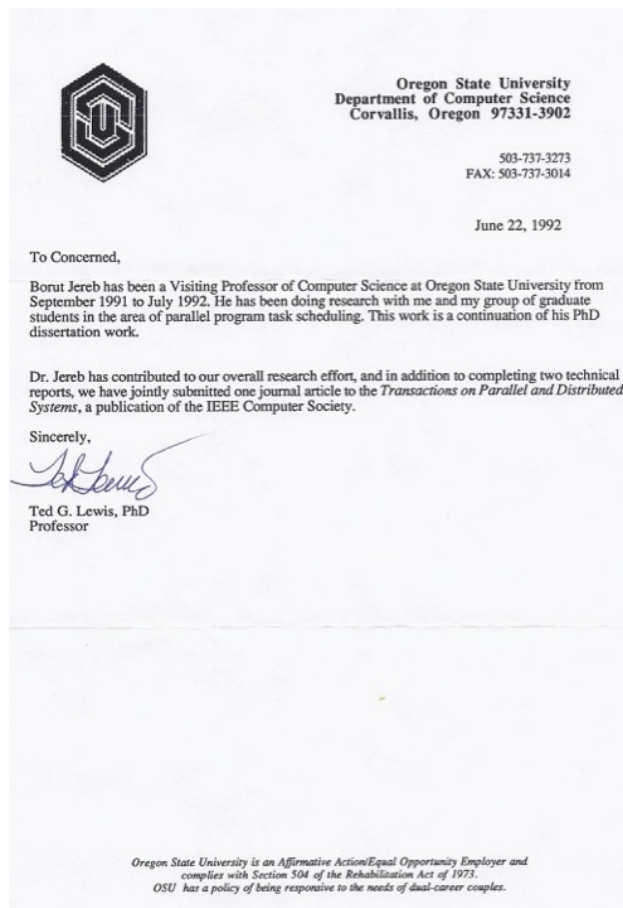 Oregon State University
Department of Computer Science
Corvallis, Oregon 97331-3902
503-737-3273
FAX: 503-737-3014
June 22, 1992
To Concerned,
Borut Jereb has been a Visiting Professor of Computer Science at Oregon State University from
September 1991 to July 1992. He has been doing research with me and my group of graduate
students in the area of parallel program task scheduling. This work is a continuation of his PhD
dissertation work.
Dr. Jereb has contributed to our overall research effort, and in addition to completing two technical
reports, we have jointly submitted one journal article to the Transactions on Parallel and Distributed
Systems, a publication of the IEEE Computer Society.
Sincerely,
Ted G. Lewis, PhD
Professor
Oregon State University is an Affirmative Action/Equal Opportunity Employer and
complies with Section 504 of the Rehabilitation Act of 1973.
OSU has a policy of being responsive to the needs of dual-career couples.